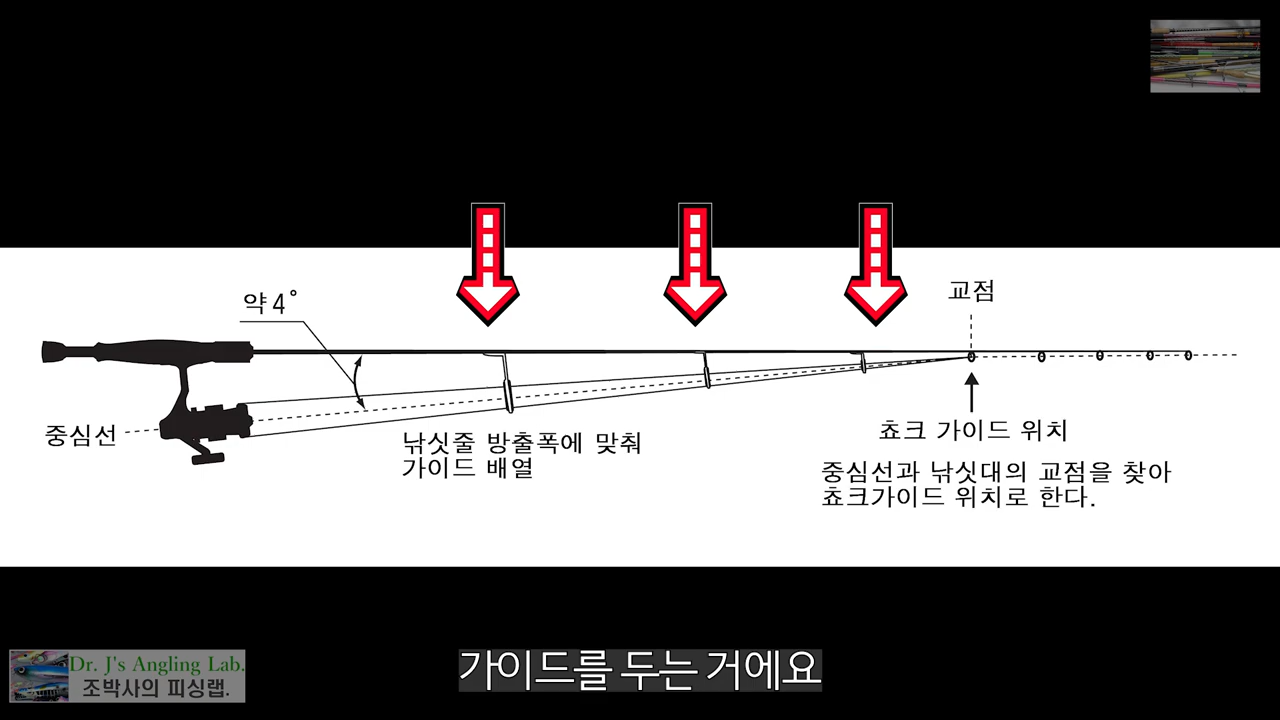 약 4°
교점
중심선
낚싯줄 방출폭에 맞춰
가이드 배열
쵸크 가이드 위치
중심선과 낚싯대의 교점을 찾아
쵸크가이드 위치로 한다.
Dr. J's Angling Lab.
조박사의 피싱랩.
가이드를 두는 거에요